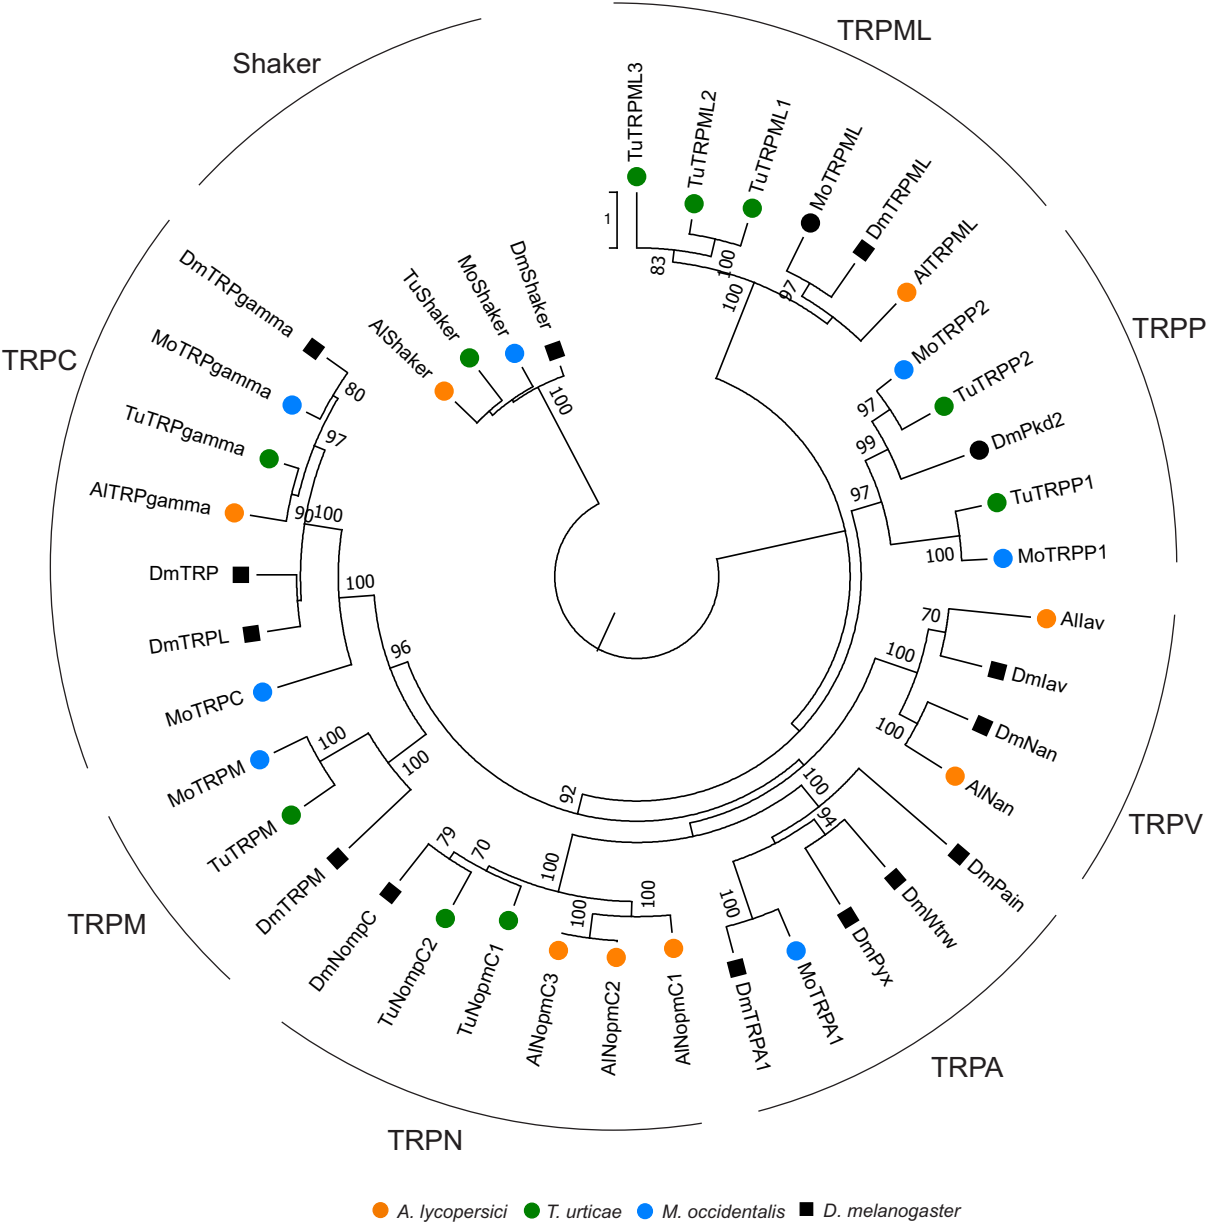 TRPML
Shaker
TuTRPML3
TuTRPML2
TuTRPML1
MoTRPML
DmTRPML
AlTRPML
1
83
100
100
97
TRPP
MoTRPP2
TuTRPP2
DmPkd2
TuTRPP1
MoTRPP1
97
99
97
100
DmShaker
MoShaker
TuShaker
AlShaker
100
TRPC
DmTRPgamma
MoTRPgamma
TuTRPgamma
AlTRPgamma
DmTRP
DmTRPL
MoTRPC
80
97
90
100
100
96
TRPV
AlIav
DmIav
DmNan
AlNan
70
100
100
TRPM
MoTRPM
TuTRPM
DmTRPM
100
100
92
TRPA
DmPain
DmWtrw
DmPyx
MoTRPA1
DmTRPA1
100
94
100
TRPN
DmNompC
TuNompC2
TuNopmC1
AlNopmC3
AlNopmC2
AlNopmC1
79
70
100
100
100
A. lycopersici T. urticae M. occidentalis D. melanogaster